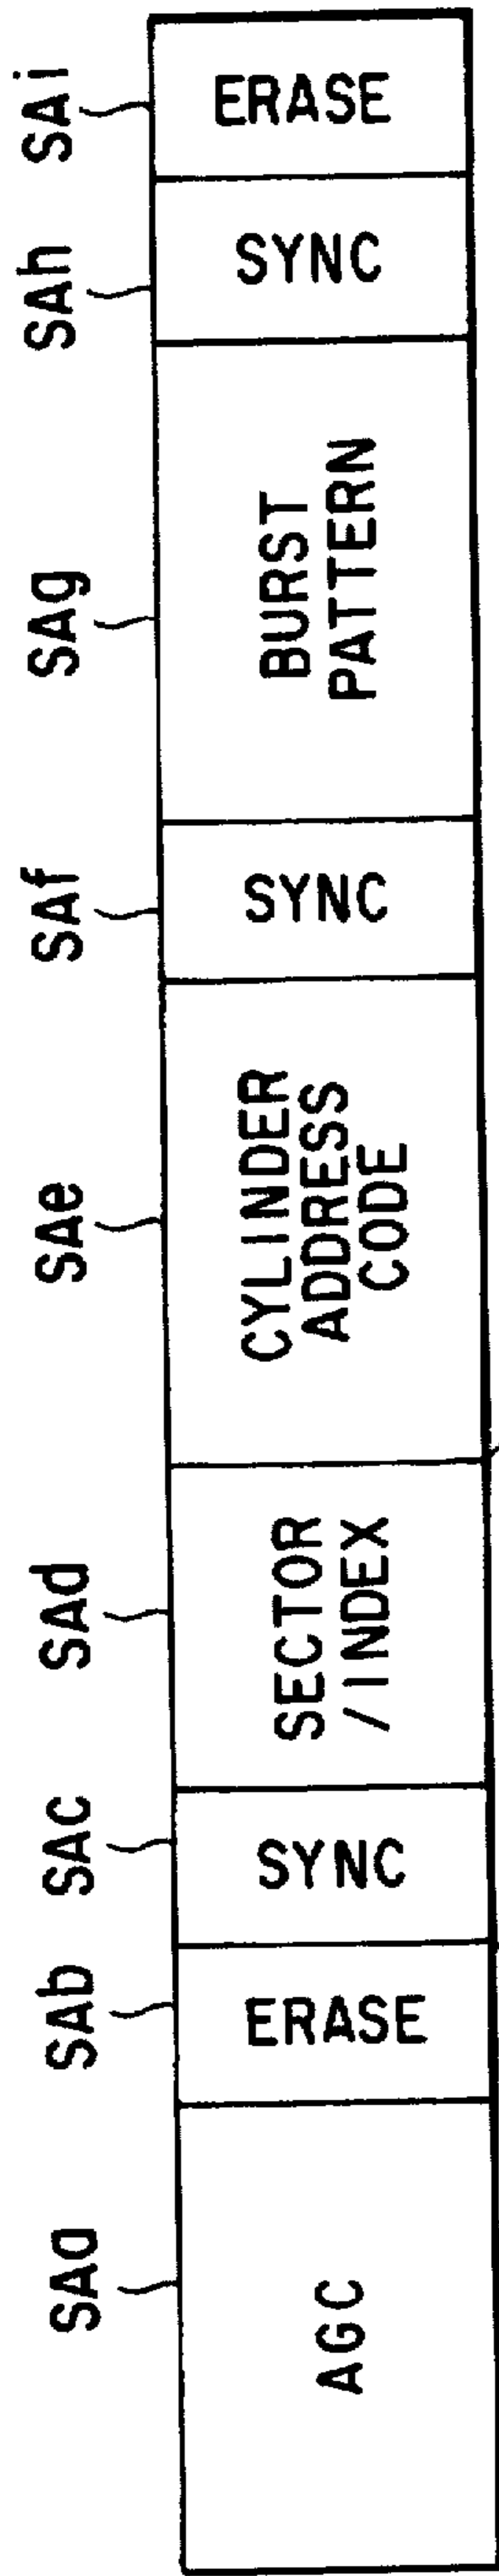 SAa SAb SAc SAd SAe SAf SAg SAh SAi
AGC
ERASE
SYNC
SECTOR
/INDEX
CYLINDER
ADDRESS
CODE
SYNC
BURST
PATTERN
SYNC
ERASE